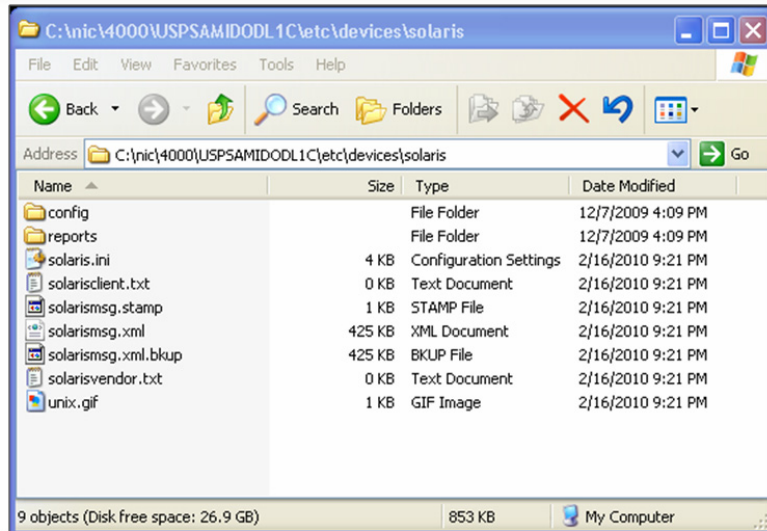 C:\nic\4000\USPSAMIDODL1C\etc\devices\solaris
File Edit View Favorites Tools Help
Back Search Folders
Address C:\nic\4000\USPSAMIDODL1C\etc\devices\solaris Go
Name Size Type Date Modified
config File Folder 12/7/2009 4:09 PM
reports File Folder 12/7/2009 4:09 PM
solaris.ini 4 KB Configuration Settings 2/16/2010 9:21 PM
solarisclient.txt 0 KB Text Document 2/16/2010 9:21 PM
solarismsg.stamp 1 KB STAMP File 2/16/2010 9:21 PM
solarismsg.xml 425 KB XML Document 2/16/2010 9:21 PM
solarismsg.xml.bkup 425 KB BKUP File 2/16/2010 9:21 PM
solarisvendor.txt 0 KB Text Document 2/16/2010 9:21 PM
unix.gif 1 KB GIF Image 2/16/2010 9:21 PM
9 objects (Disk free space: 26.9 GB) 853 KB My Computer